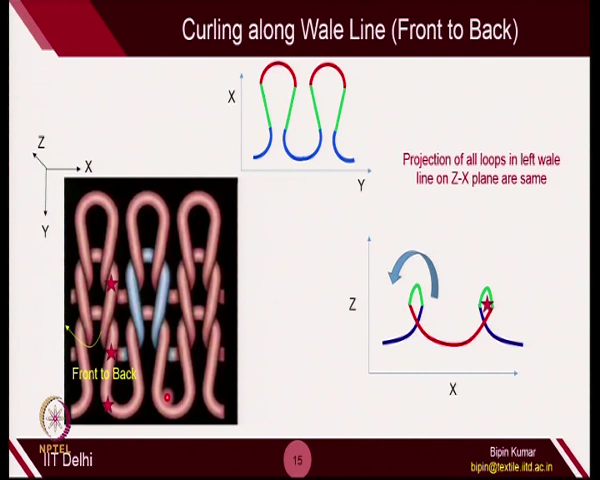 Curling along Wale Line (Front to Back)
X
Y
Z
X
Y
Projection of all loops in left wale
line on Z-X plane are same
Front to Back
Z
X
NPTEL
IIT Delhi
15
Bipin Kumar
bipin@textile.iitd.ac.in